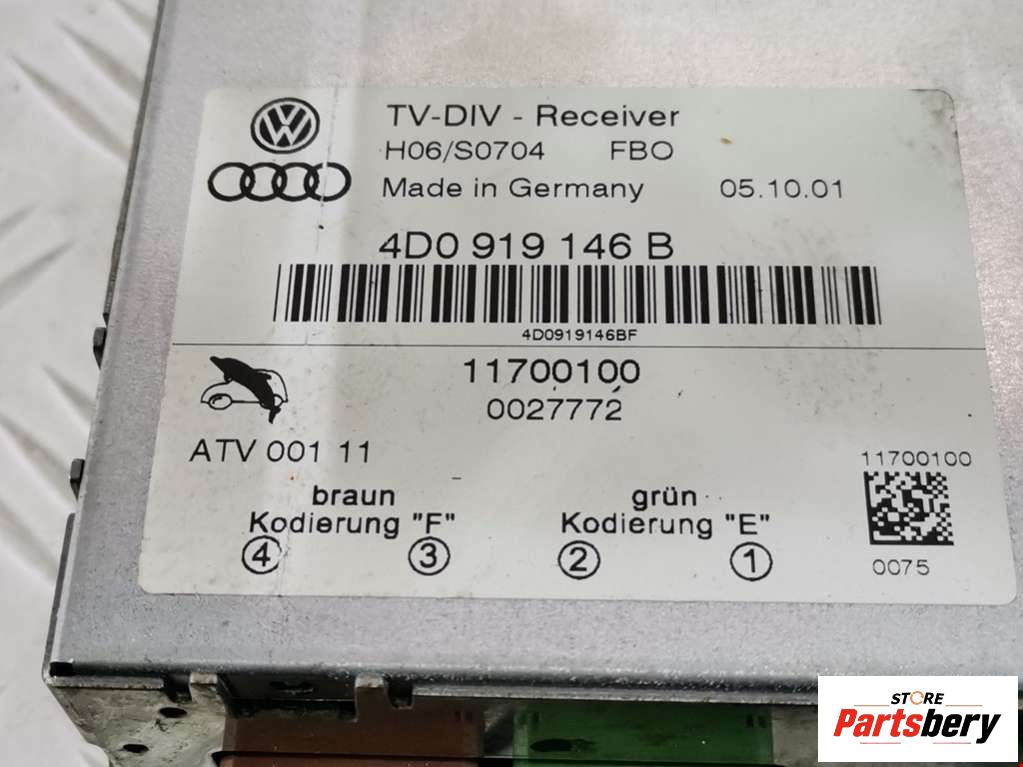 TV-DIV - Receiver
H06/S0704 FBO
Made in Germany 05.10.01
4D0 919 146 B
4D0919146BF
11700100
0027772
ATV 001 11
11700100
braun grün
Kodierung "F" Kodierung "E"
4 3 2 1
0075
STORE
Partsbery